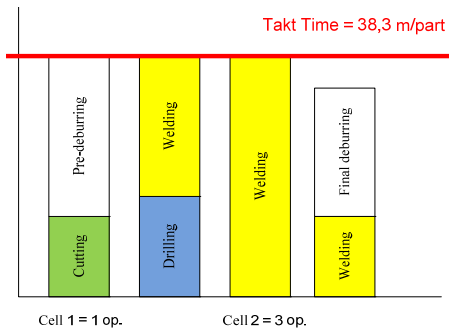 Takt Time = 38,3 m/part
Pre-deburring
Cutting
Welding
Drilling
Welding
Final deburring
Welding
Cell 1 = 1 op.
Cell 2 = 3 op.